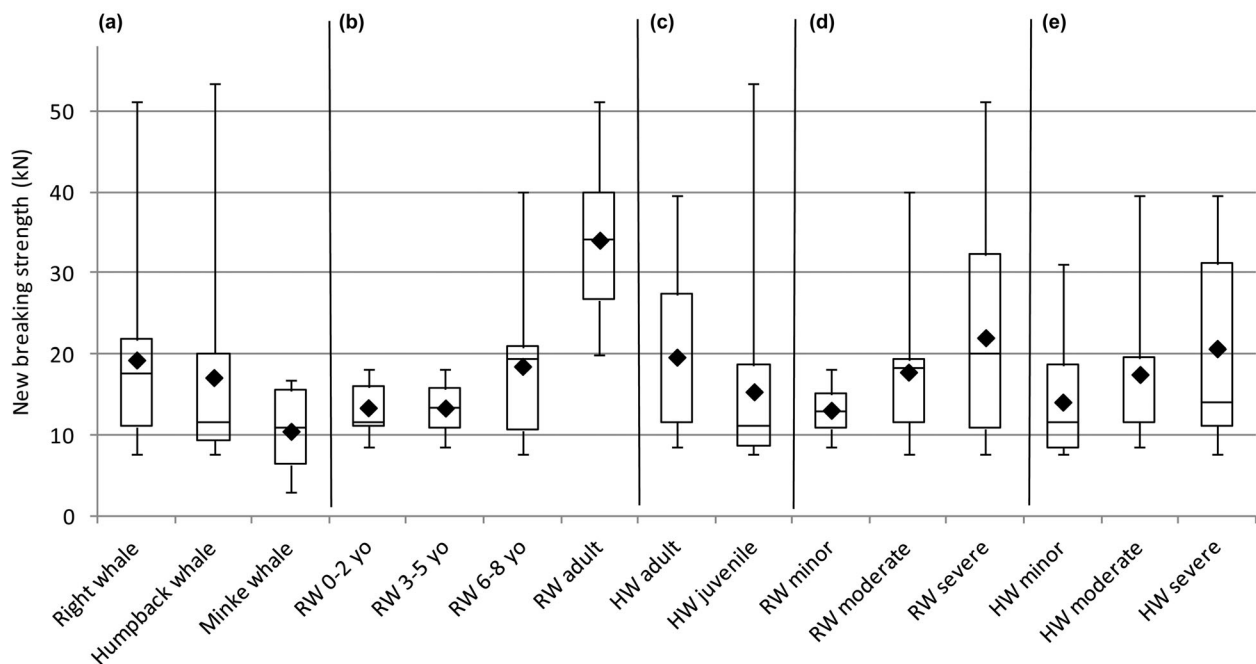 (a) (b) (c) (d) (e)
New breaking strength (kN)
50
40
30
20
10
0
Right whale
Humpback whale
Minke whale
RW 0-2 yo
RW 3-5 yo
RW 6-8 yo
RW adult
HW adult
HW juvenile
RW minor
RW moderate
RW severe
HW minor
HW moderate
HW severe